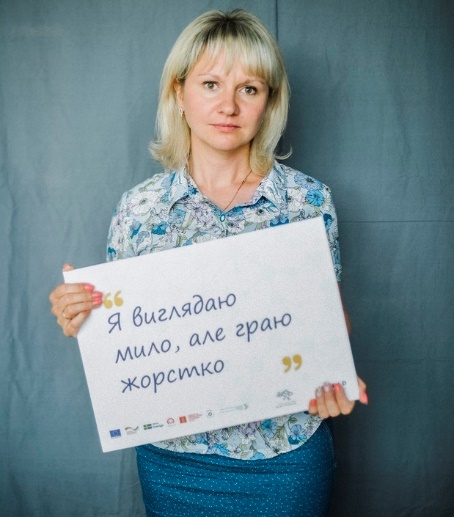 “
Я виглядаю
мило, але граю
жорстко
”